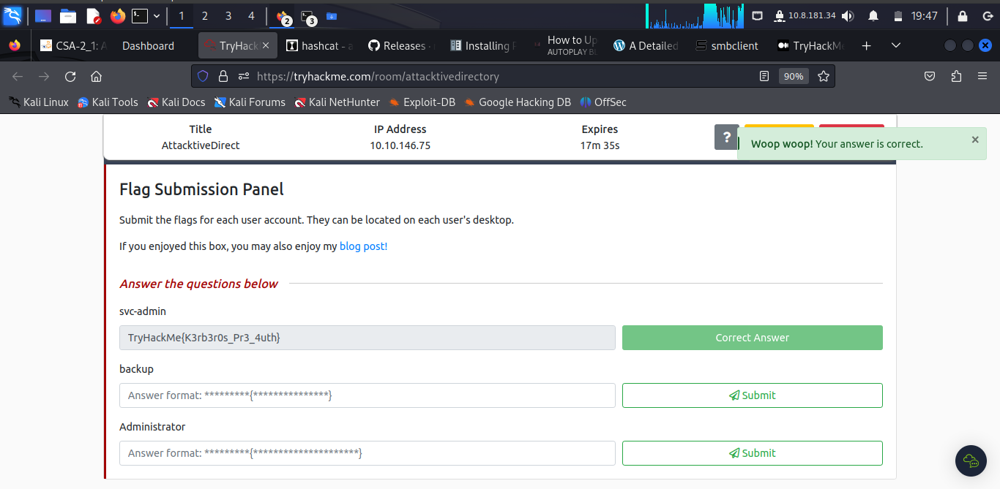 1 2 3 4 2 3 10.8.181.34 19:47
CSA-2_1: A Dashboard TryHack hashcat - a Releases · Installing F How to Up A Detailed smbclient TryHackMe
AUTOPLAY BL
https://tryhackme.com/room/attacktivedirectory 90%
Kali Linux Kali Tools Kali Docs Kali Forums Kali NetHunter Exploit-DB Google Hacking DB OffSec
Title IP Address Expires
AttacktiveDirect 10.10.146.75 17m 35s
?
Woop woop! Your answer is correct. ×
Flag Submission Panel
Submit the flags for each user account. They can be located on each user's desktop.
If you enjoyed this box, you may also enjoy my blog post!
Answer the questions below
svc-admin
TryHackMe{K3rb3r0s_Pr3_4uth} Correct Answer
backup
Answer format: *********{***************} Submit
Administrator
Answer format: *********{*********************} Submit